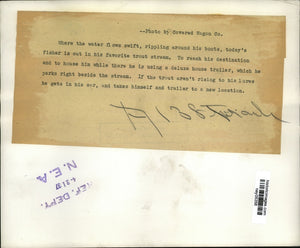 --Photo by Covered Wagon Co.
Where the water flows swift, rippling around his boots, today's
fisher is out in his favorite trout stream. To reach his destination
and to house him while there he is using a deluxe house trailer, which he
parks right beside the stream. If the trout aren't rising to his lures
he gets in his car, and takes himself and trailer to a new location.
REF. DEPT.
N.E.A.